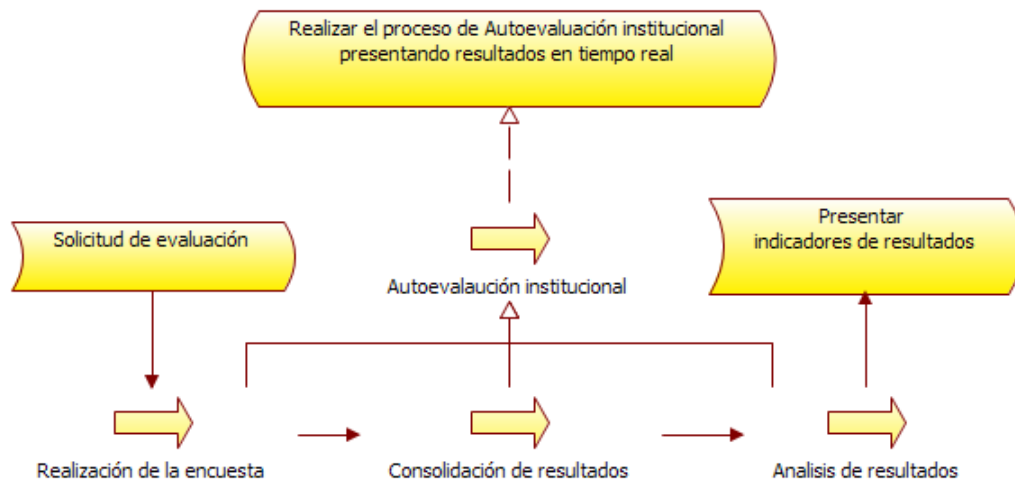 Realizar el proceso de Autoevaluación institucional
presentando resultados en tiempo real
Solicitud de evaluación
Presentar
indicadores de resultados
Autoevalaución institucional
Realización de la encuesta
Consolidación de resultados
Analisis de resultados